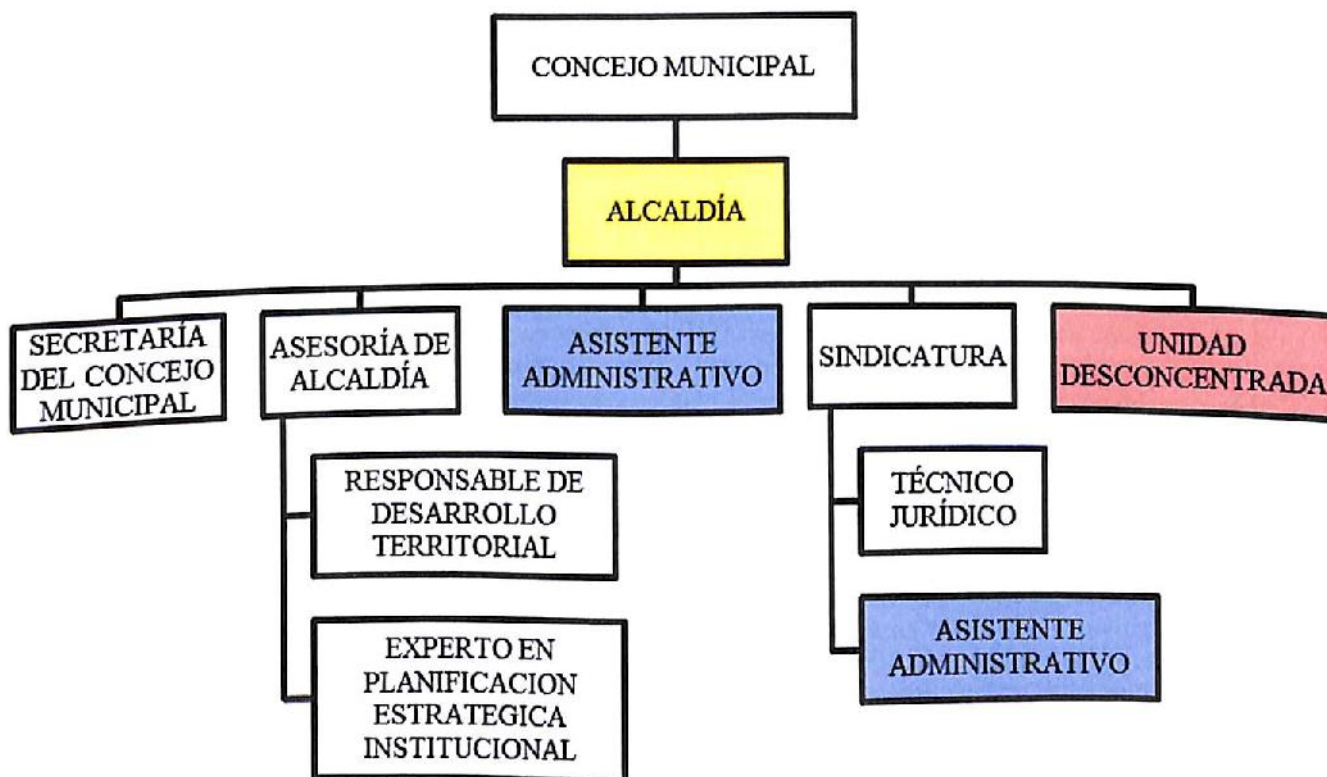 CONCEJO MUNICIPAL
ALCALDÍA
SECRETARÍA
DEL CONCEJO
MUNICIPAL
ASESORÍA DE
ALCALDÍA
ASISTENTE
ADMINISTRATIVO
SINDICATURA
UNIDAD
DESCONCENTRADA
RESPONSABLE DE
DESARROLLO
TERRITORIAL
TÉCNICO
JURÍDICO
EXPERTO EN
PLANIFICACION
ESTRATEGICA
INSTITUCIONAL
ASISTENTE
ADMINISTRATIVO